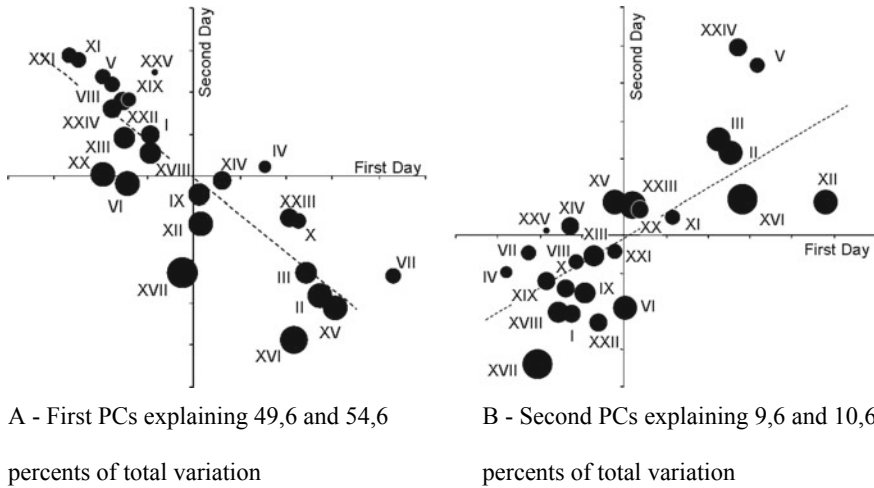 XI
XXI
V
XXV
XIX
VIII
XXII
XXIV
I
XIII
XX
XVIII
VI
Second Day
First Day
IV
XIV
IX
XXIII
XII
X
VII
III
XVII
II
XV
XVI
XXIV
V
Second Day
III
II
XV
XXIII
XII
XIV
XXV
XX
XI
XVI
XIII
First Day
VII
VIII
XXI
IV
X
XIX
IX
XVIII
VI
I
XXII
XVII
A - First PCs explaining 49,6 and 54,6
percents of total variation
B - Second PCs explaining 9,6 and 10,6
percents of total variation